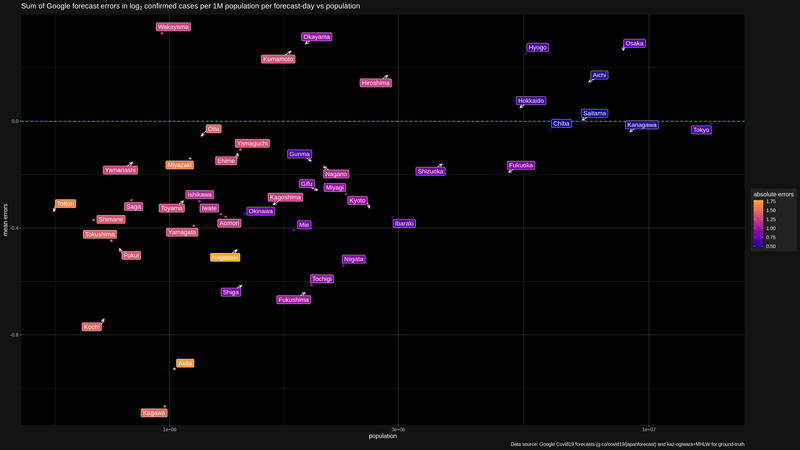 Sum of Google forecast errors in log2 confirmed cases per 1M population per forecast-day vs population
Wakayama
Okayama
Osaka
Hyogo
Kumamoto
Aichi
Hiroshima
Hokkaido
Saitama
0.0
Chiba
Kanagawa
Tokyo
Oita
Yamaguchi
Gunma
Ehime
Miyazaki
Fukuoka
Yamanashi
Shizuoka
Nagano
Gifu
Miyagi
Ishikawa
Kagoshima
Kyoto
Tottori
Saga
Toyama
Iwate
Okinawa
Shimane
Aomori
Mie
Ibaraki
-0.4
Yamagata
Tokushima
Fukui
Nagasaki
Niigata
Tochigi
Shiga
Fukushima
Kochi
-0.8
Akita
Kagawa
mean errors
absolute errors
1.75
1.50
1.25
1.00
0.75
0.50
1e+06
3e+06
1e+07
population
Data source: Google Covid19 forecasts (g.co/covid19/japanforecast) and kaz-ogiwara+MHLW for ground-truth